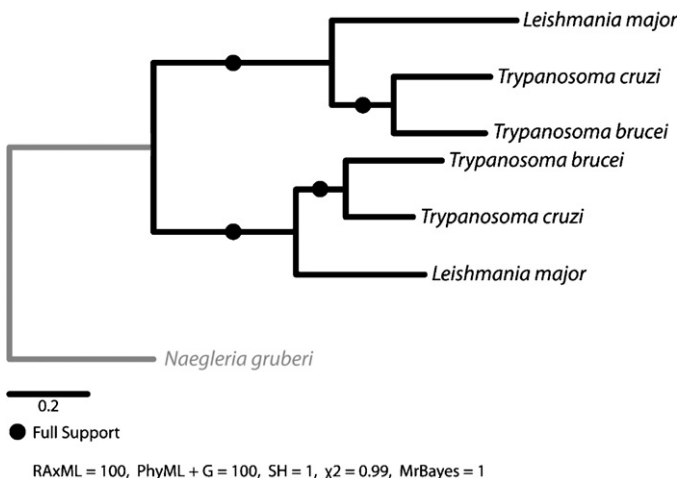 Leishmania major
Trypanosoma cruzi
Trypanosoma brucei
Trypanosoma brucei
Trypanosoma cruzi
Leishmania major
Naegleria gruberi
0.2
Full Support
RAxML = 100, PhyML + G = 100, SH = 1, χ2 = 0.99, MrBayes = 1